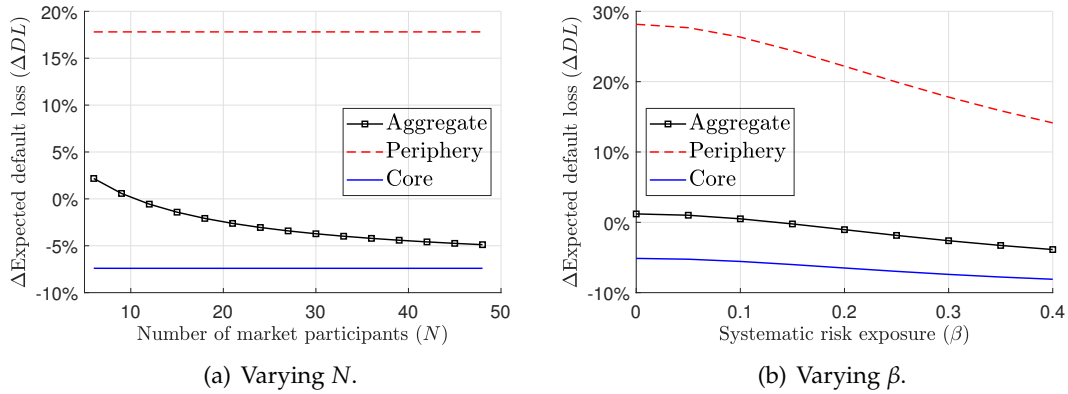 20%
15%
10%
5%
0%
-5%
-10%
ΔExpected default loss (ΔDL)
Aggregate
Periphery
Core
10 20 30 40 50
Number of market participants (N)
(a) Varying N.
30%
20%
10%
0%
-10%
ΔExpected default loss (ΔDL)
Aggregate
Periphery
Core
0 0.1 0.2 0.3 0.4
Systematic risk exposure (β)
(b) Varying β.